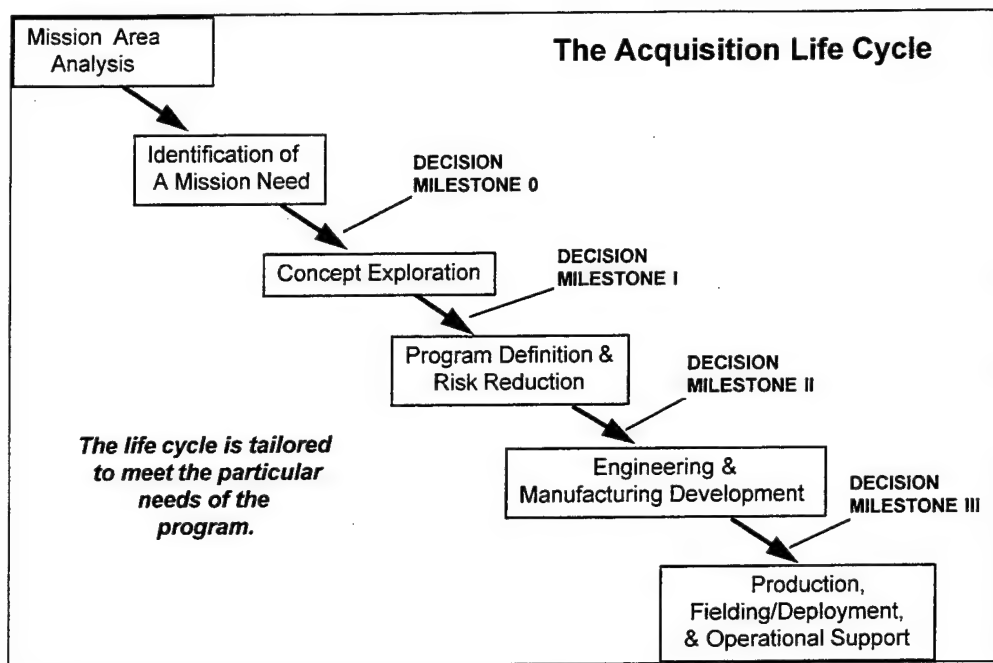 Mission Area
Analysis
The Acquisition Life Cycle
Identification of
A Mission Need
DECISION
MILESTONE 0
Concept Exploration
DECISION
MILESTONE I
Program Definition &
Risk Reduction
DECISION
MILESTONE II
The life cycle is tailored
to meet the particular
needs of the
program.
Engineering &
Manufacturing Development
DECISION
MILESTONE III
Production,
Fielding/Deployment,
& Operational Support